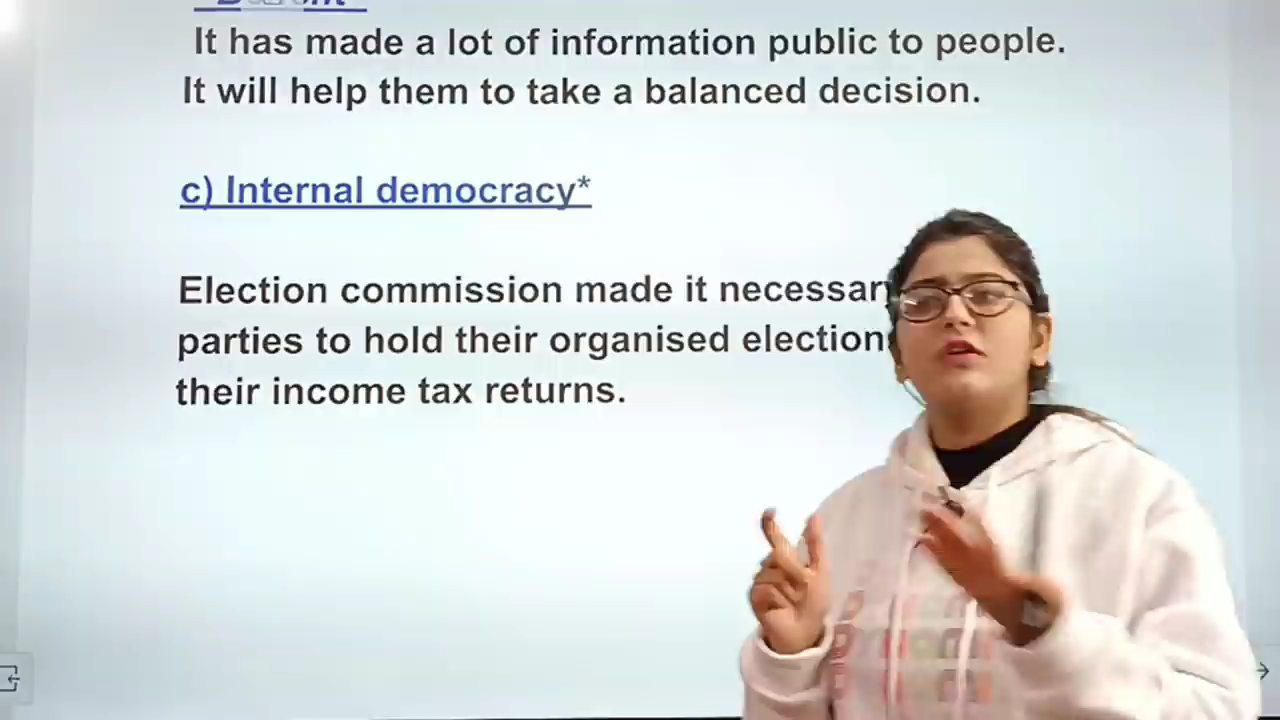 It has made a lot of information public to people.
It will help them to take a balanced decision.
c) Internal democracy*
Election commission made it necessary
parties to hold their organised election
their income tax returns.